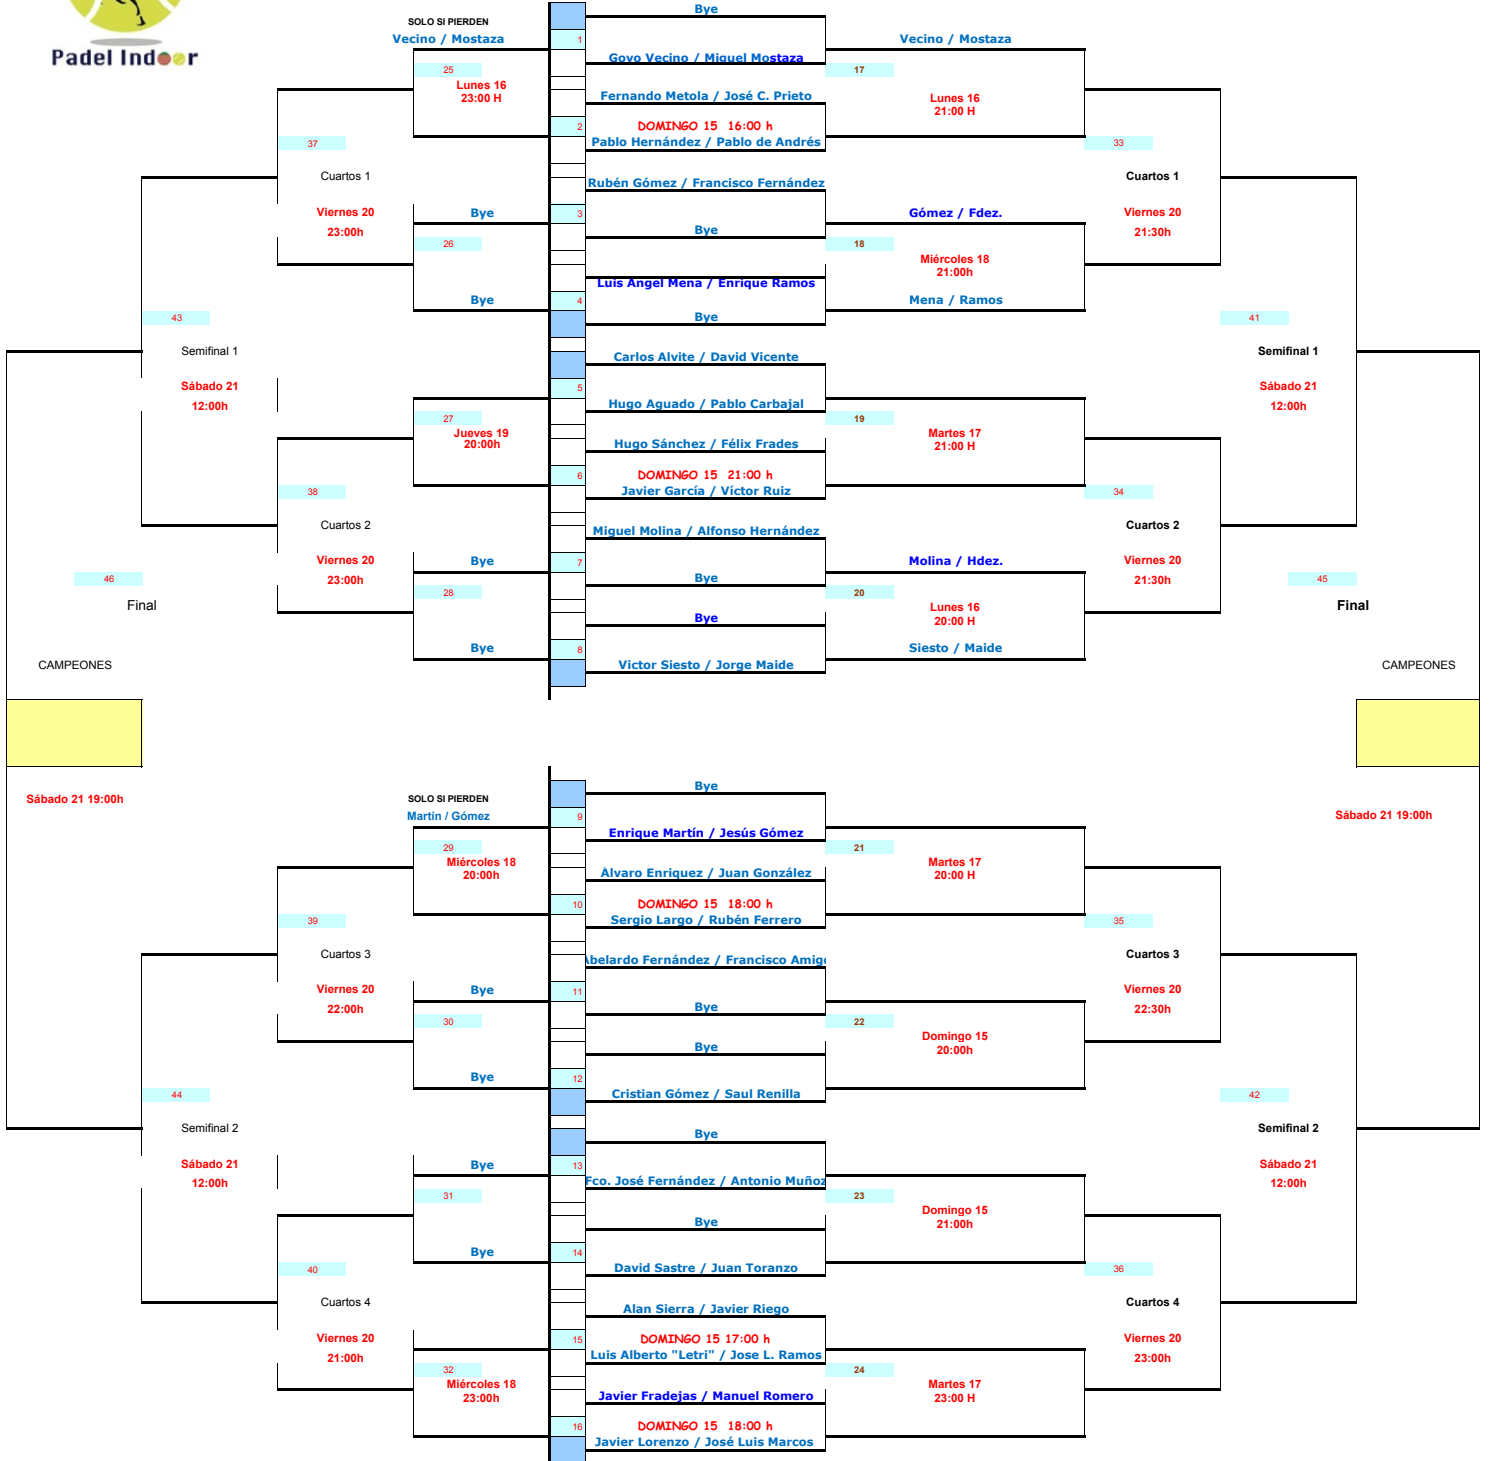 Padel Indoor
SOLO SI PIERDEN
Vecino / Mostaza
25
Lunes 16
23:00 H
37
Cuartos 1
Viernes 20
23:00h
Bye
26
Bye
43
Semifinal 1
Sábado 21
12:00h
27
Jueves 19
20:00h
38
Cuartos 2
Viernes 20
23:00h
Bye
28
Bye
46
Final
CAMPEONES
Sábado 21 19:00h
Bye
1
Goyo Vecino / Miguel Mostaza
Fernando Metola / José C. Prieto
2
DOMINGO 15 16:00 h
Pablo Hernández / Pablo de Andrés
Rubén Gómez / Francisco Fernández
3
Bye
Luis Angel Mena / Enrique Ramos
4
Bye
Carlos Alvite / David Vicente
5
Hugo Aguado / Pablo Carbajal
Hugo Sánchez / Félix Frades
6
DOMINGO 15 21:00 h
Javier García / Víctor Ruiz
Miguel Molina / Alfonso Hernández
7
Bye
Bye
8
Victor Siesto / Jorge Maide
Vecino / Mostaza
17
Lunes 16
21:00 H
33
Cuartos 1
Viernes 20
21:30h
Gómez / Fdez.
18
Miércoles 18
21:00h
Mena / Ramos
41
Semifinal 1
Sábado 21
12:00h
19
Martes 17
21:00 H
34
Cuartos 2
Viernes 20
21:30h
Molina / Hdez.
20
Lunes 16
20:00 H
Siesto / Maide
45
Final
CAMPEONES
Sábado 21 19:00h
SOLO SI PIERDEN
Martín / Gómez
29
Miércoles 18
20:00h
39
Cuartos 3
Viernes 20
22:00h
Bye
30
Bye
44
Semifinal 2
Sábado 21
12:00h
Bye
31
Bye
40
Cuartos 4
Viernes 20
21:00h
32
Miércoles 18
23:00h
Bye
9
Enrique Martín / Jesús Gómez
Álvaro Enriquez / Juan González
10
DOMINGO 15 18:00 h
Sergio Largo / Rubén Ferrero
Abelardo Fernández / Francisco Amigo
11
Bye
Bye
12
Cristian Gómez / Saul Renilla
Bye
13
Fco. José Fernández / Antonio Muñoz
Bye
14
David Sastre / Juan Toranzo
Alan Sierra / Javier Riego
15
DOMINGO 15 17:00 h
Luis Alberto "Letri" / Jose L. Ramos
Javier Fradejas / Manuel Romero
16
DOMINGO 15 18:00 h
Javier Lorenzo / José Luis Marcos
21
Martes 17
20:00 H
35
Cuartos 3
Viernes 20
22:30h
22
Domingo 15
20:00h
42
Semifinal 2
Sábado 21
12:00h
23
Domingo 15
21:00h
36
Cuartos 4
Viernes 20
23:00h
24
Martes 17
23:00 H